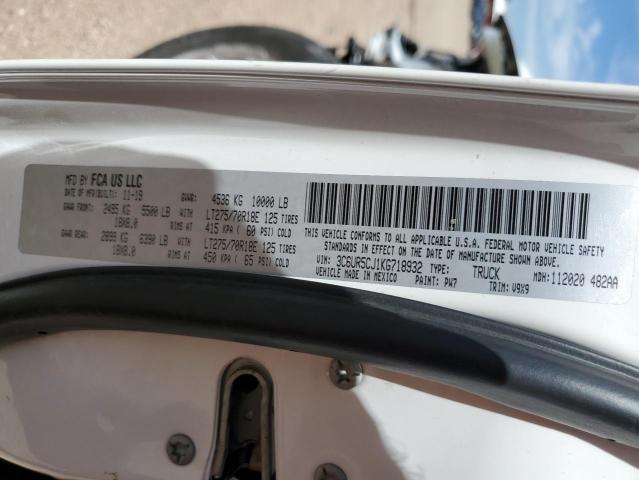 MFD BY FCA US LLC
DATE OF MFD(BUILT): 11-19 GVWR: 4536 KG 10000 LB
GAWR FRONT: 2495 KG 5500 LB WITH LT275/70R18E 125 TIRES
18X8.0 RIMS AT 415 KPA ( 60 PSI) COLD
GAWR REAR: 2899 KG 6390 LB WITH LT275/70R18E 125 TIRES
18X8.0 RIMS AT 450 KPA ( 65 PSI) COLD
THIS VEHICLE CONFORMS TO ALL APPLICABLE U.S.A. FEDERAL MOTOR VEHICLE SAFETY
STANDARDS IN EFFECT ON THE DATE OF MANUFACTURE SHOWN ABOVE.
VIN: 3C6UR5CJ1KG718932 TYPE: TRUCK MDH: 112020 482AA
VEHICLE MADE IN MEXICO PAINT: PW7 TRIM: V9X9